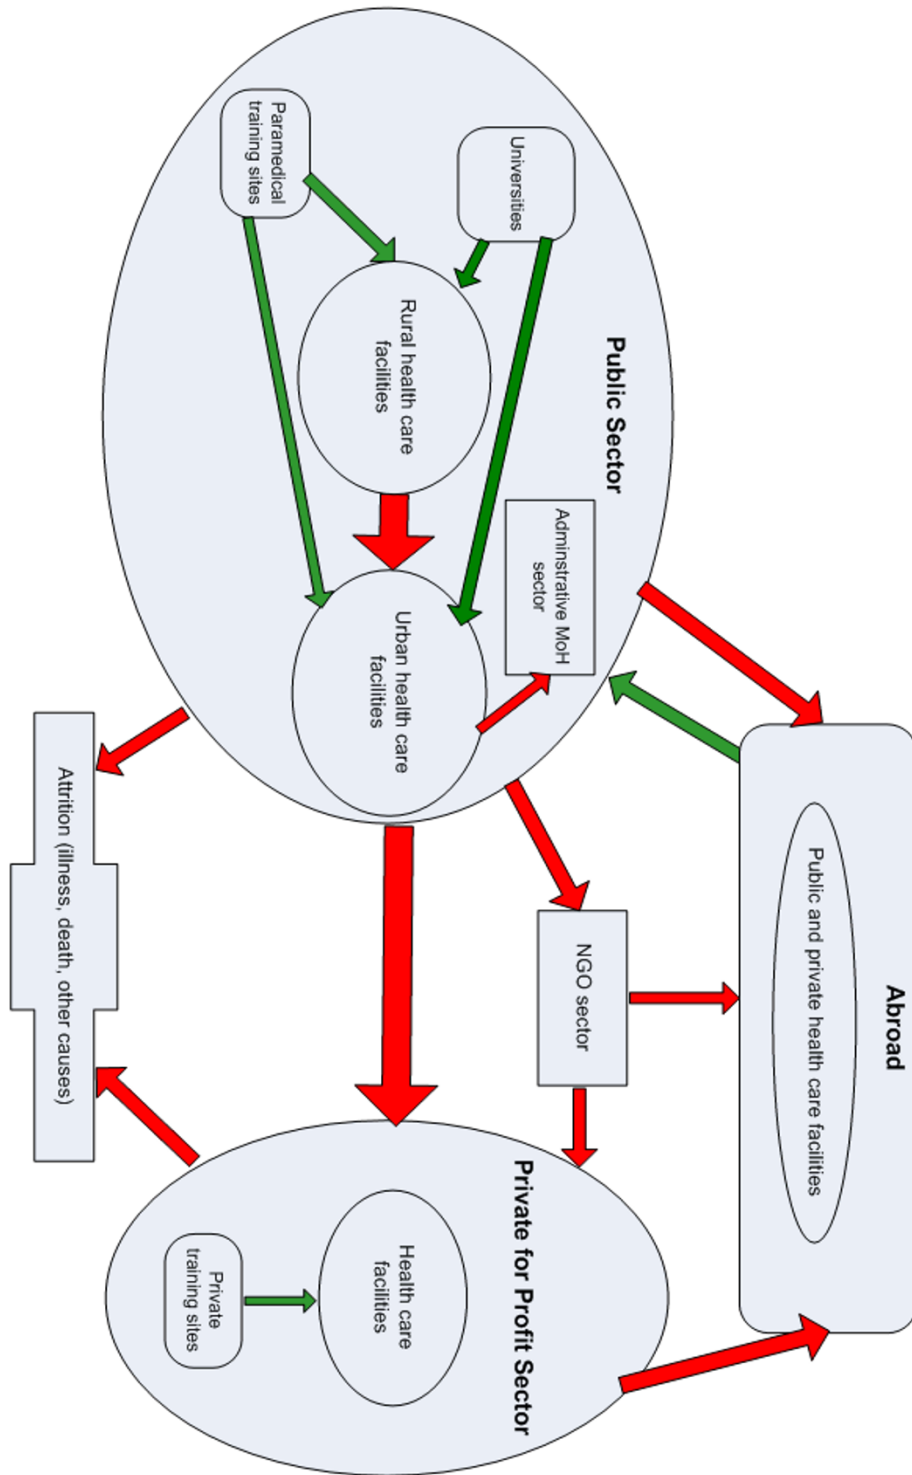 Abroad
Public and private health care facilities
Public Sector
Adminstrative MoH
sector
NGO sector
Private for Profit Sector
Universities
Rural health care
facilities
Urban health care
facilities
Health care
facilities
Paramedical
training sites
Private
training sites
Attrition (illness, death, other causes)